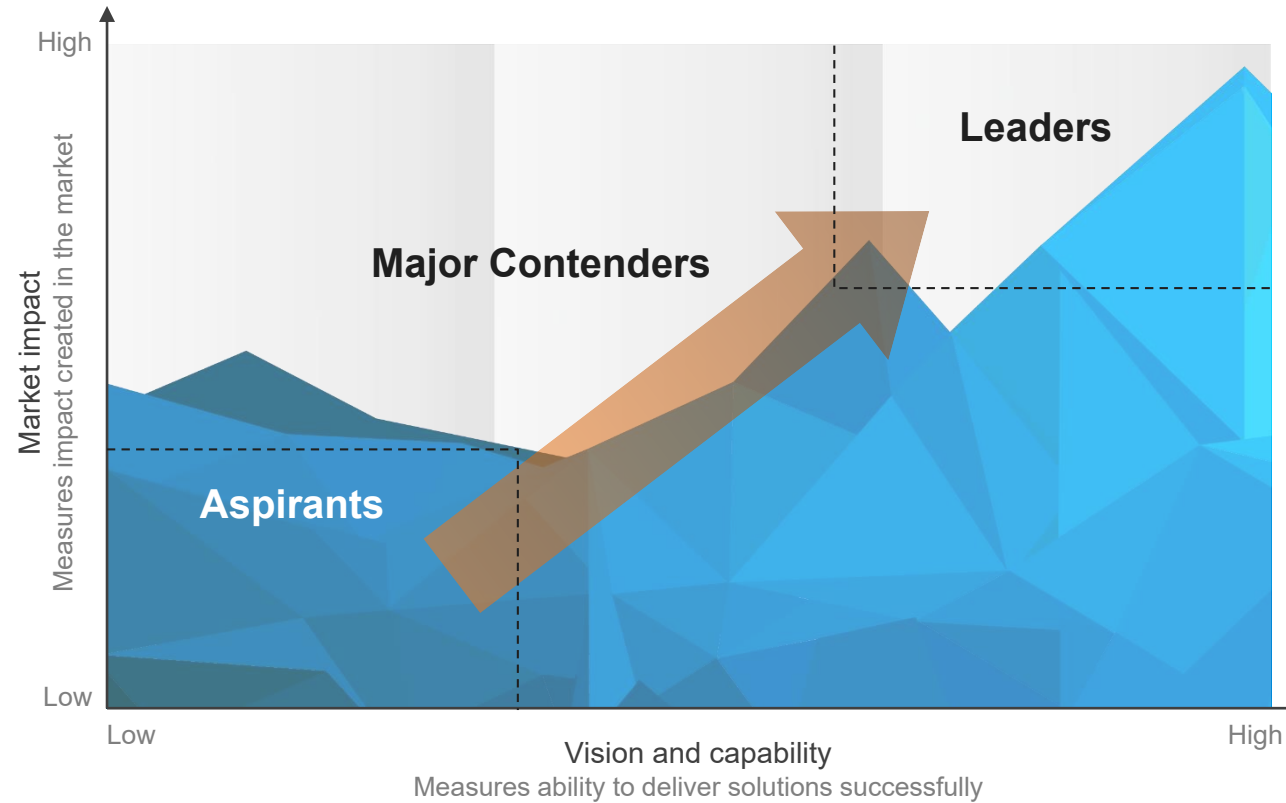 High
Market impact
Measures impact created in the market
Leaders
Major Contenders
Aspirants
Low
Low
High
Vision and capability
Measures ability to deliver solutions successfully